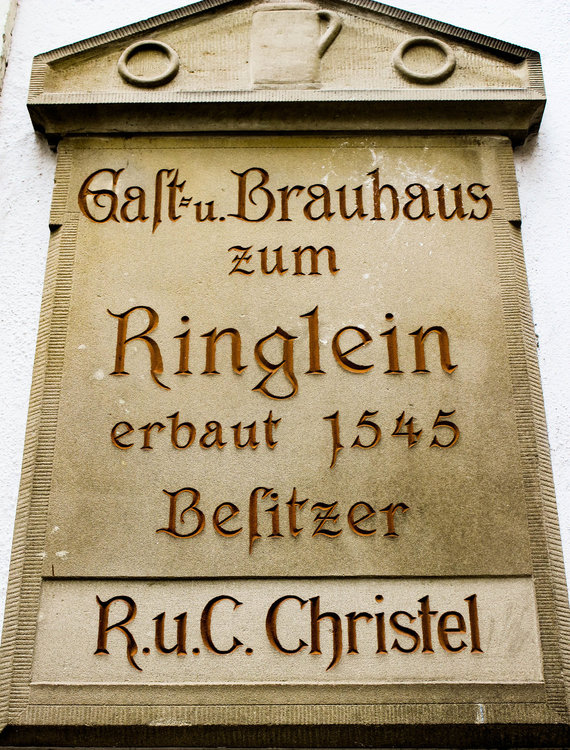 Gaſt=u. Brauhaus
zum
Ringlein
erbaut 1545
Beſitzer
R.u.C. Christel